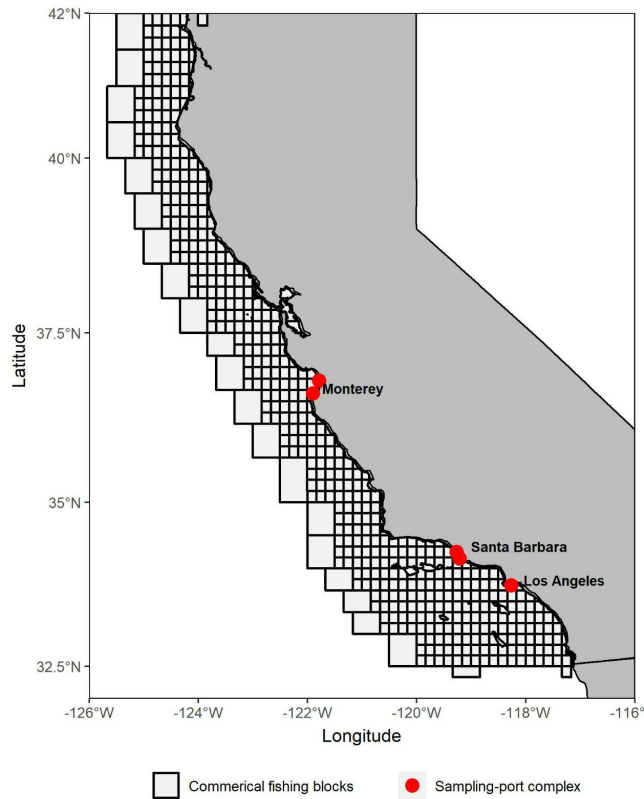 42°N
40°N
37.5°N
Monterey
35°N
Santa Barbara
Los Angeles
32.5°N
-126°W
-124°W
-122°W
-120°W
-118°W
-116°W
Latitude
Longitude
Commerical fishing blocks
Sampling-port complex